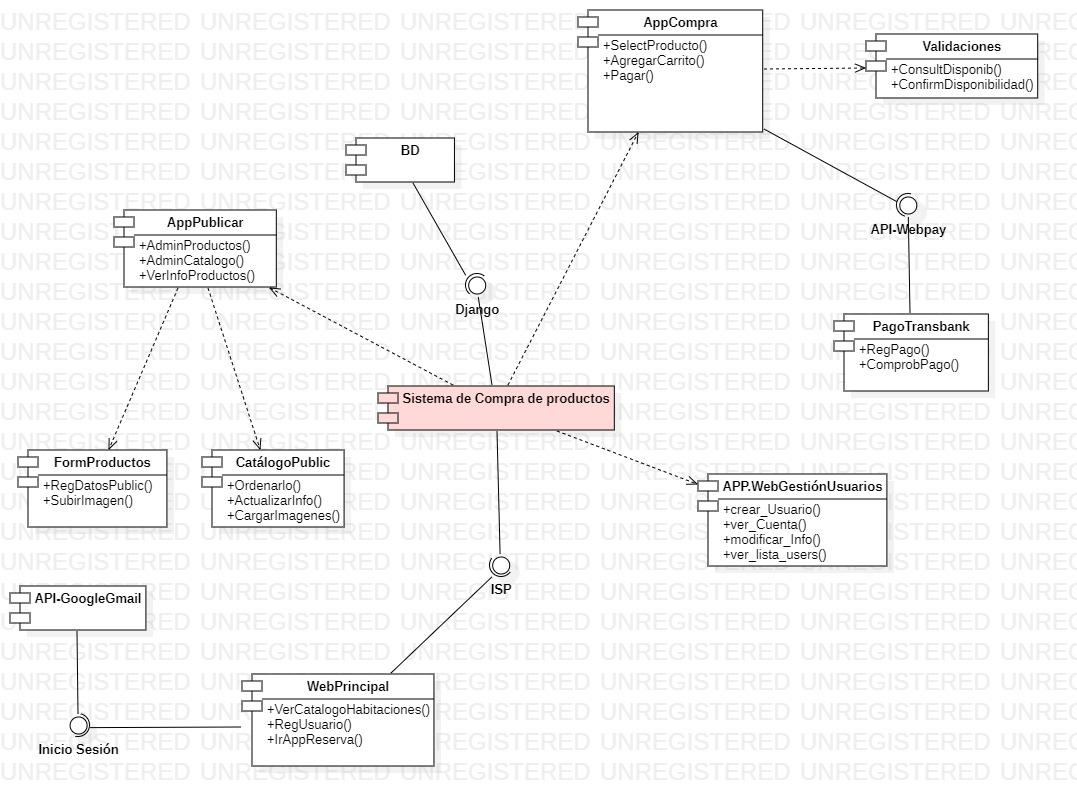 AppCompra
+SelectProducto()
+AgregarCarrito()
+Pagar()
Validaciones
+ConsultDisponib()
+ConfirmDisponibilidad()
BD
AppPublicar
+AdminProductos()
+AdminCatalogo()
+VerInfoProductos()
API-Webpay
Django
PagoTransbank
+RegPago()
+ComprobPago()
Sistema de Compra de productos
FormProductos
+RegDatosPublic()
+SubirImagen()
CatálogoPublic
+Ordenarlo()
+ActualizarInfo()
+CargarImagenes()
APP.WebGestiónUsuarios
+crear_Usuario()
+ver_Cuenta()
+modificar_Info()
+ver_lista_users()
ISP
API-GoogleGmail
WebPrincipal
+VerCatalogoHabitaciones()
+RegUsuario()
+IrAppReserva()
Inicio Sesión
UNREGISTERED